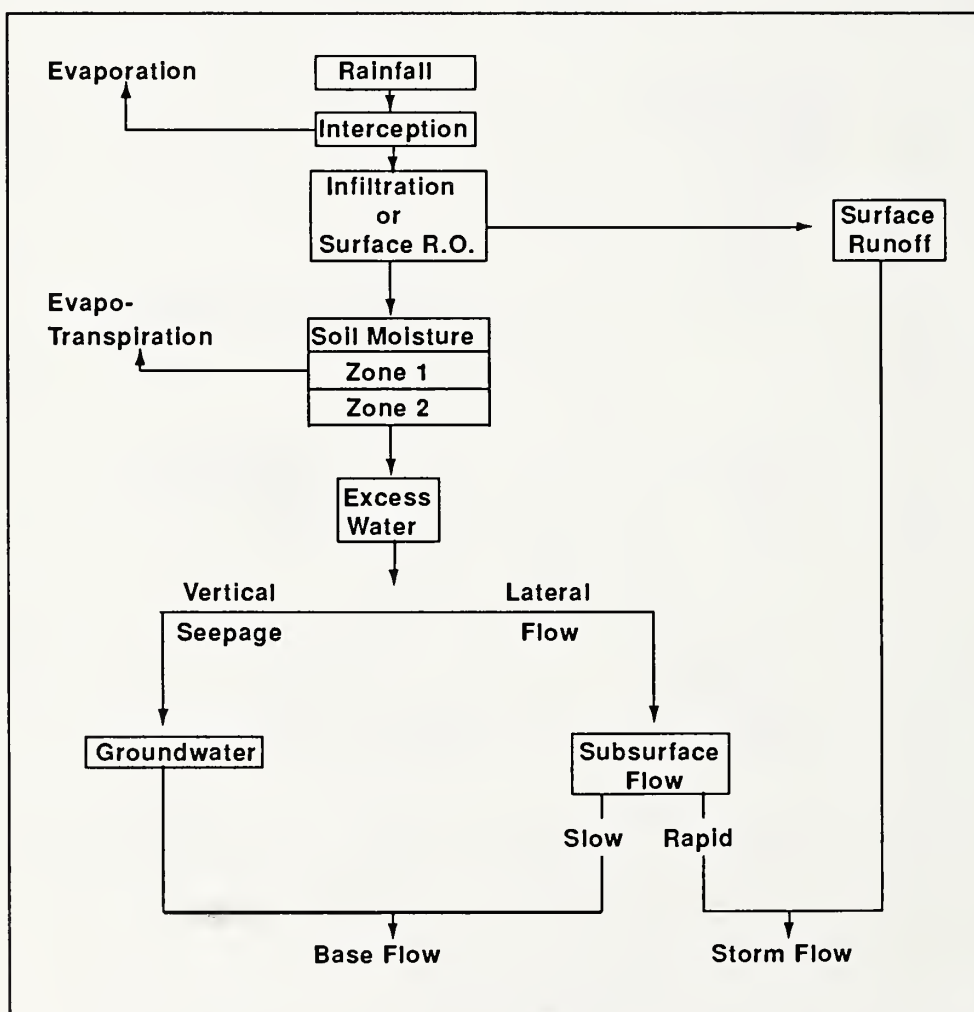 Evaporation
Rainfall
Interception
Infiltration
or
Surface R.O.
Surface
Runoff
Evapo-
Transpiration
Soil Moisture
Zone 1
Zone 2
Excess
Water
Vertical
Seepage
Lateral
Flow
Groundwater
Subsurface
Flow
Slow
Rapid
Base Flow
Storm Flow